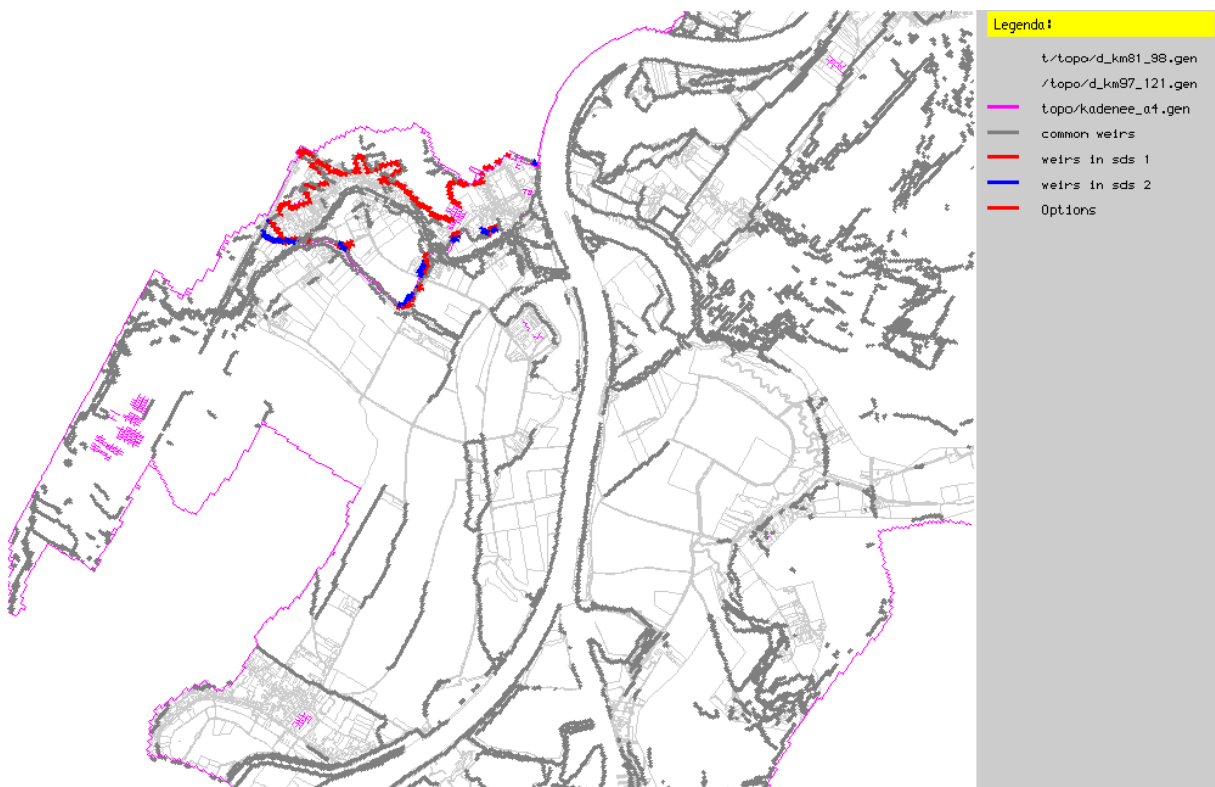 Legenda:
t/topo/d_km81_98.gen
/topo/d_km97_121.gen
topo/kadenee_a4.gen
common weirs
weirs in sds 1
weirs in sds 2
Options